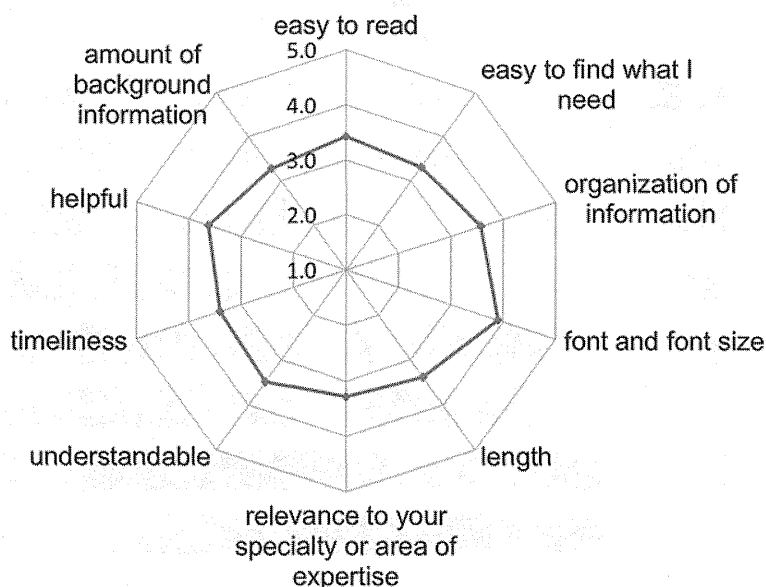 easy to read
easy to find what I
need
organization of
information
font and font size
length
relevance to your
specialty or area of
expertise
understandable
timeliness
helpful
amount of
background
information
5.0
4.0
3.0
2.0
1.0